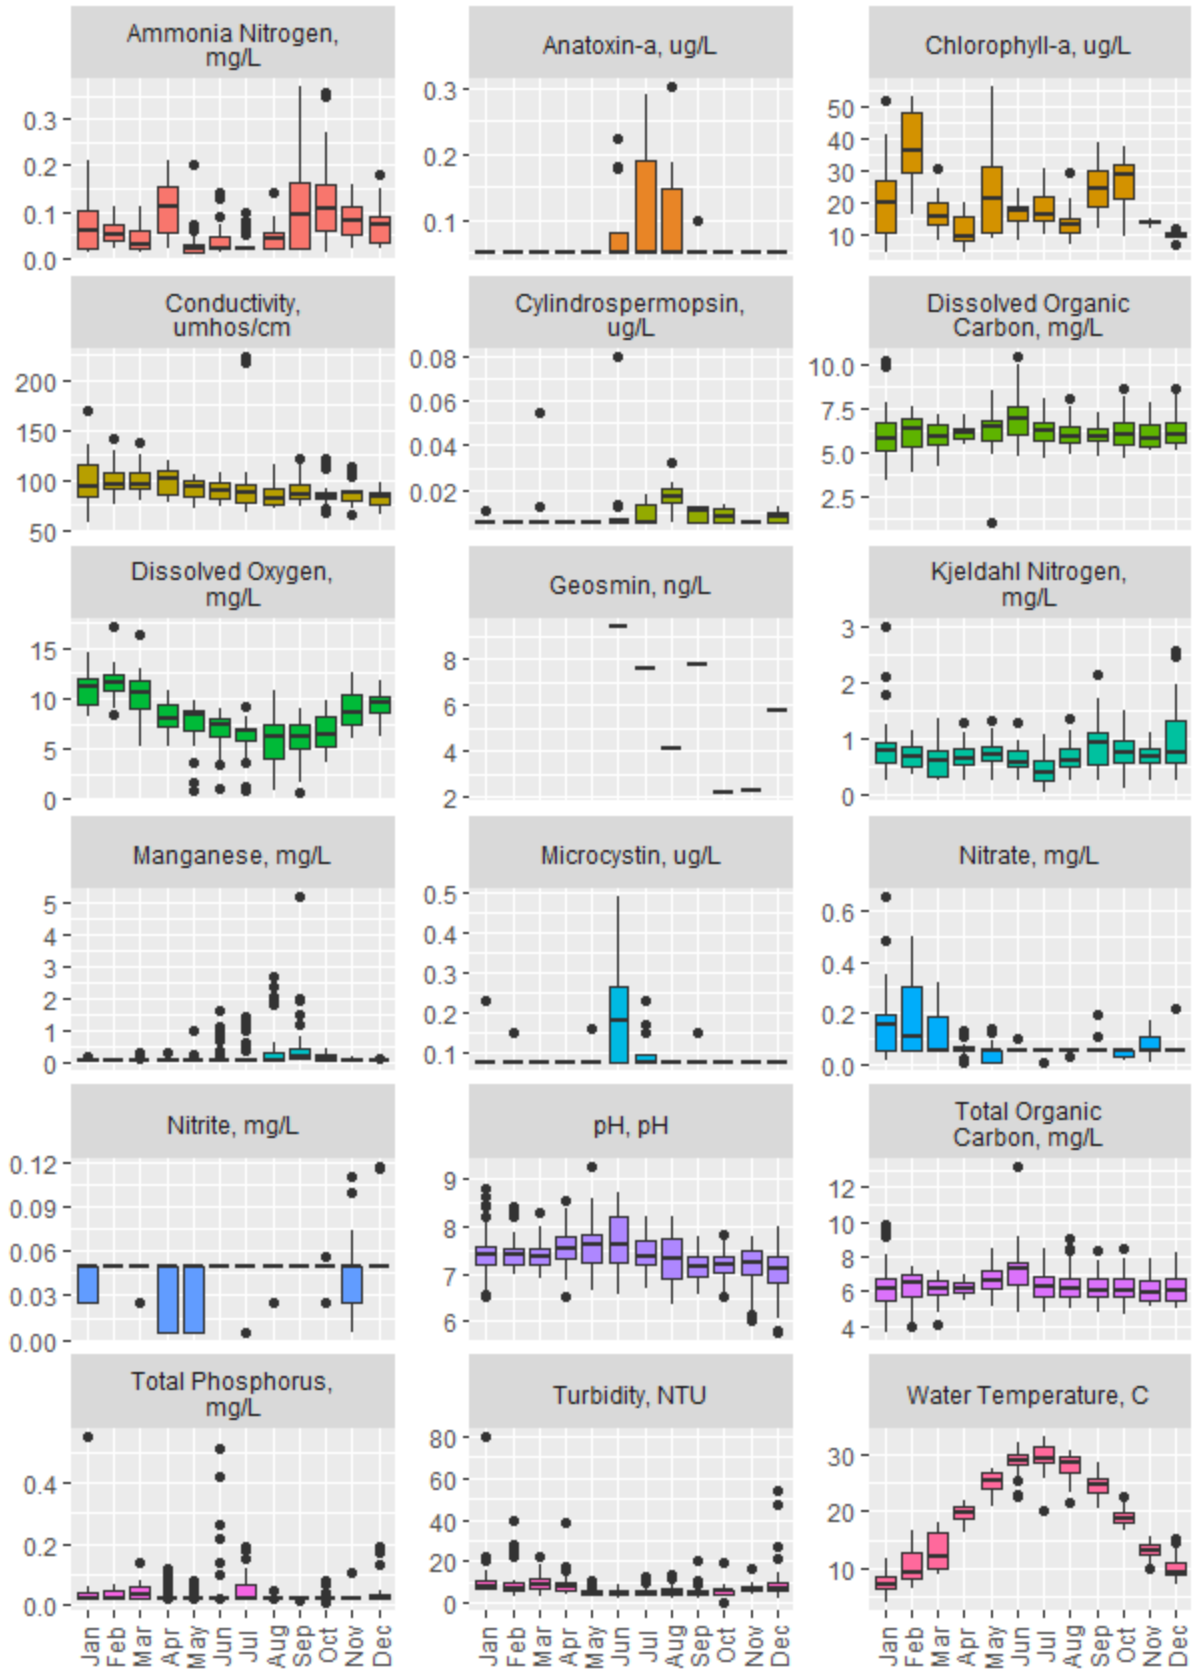 Ammonia Nitrogen,
mg/L
Anatoxin-a, ug/L
Chlorophyll-a, ug/L
0.3
0.2
0.1
0.0
0.3
0.2
0.1
50
40
30
20
10
Conductivity,
umhos/cm
Cylindrospermopsin,
ug/L
Dissolved Organic
Carbon, mg/L
200
150
100
50
0.08
0.06
0.04
0.02
10.0
7.5
5.0
2.5
Dissolved Oxygen,
mg/L
Geosmin, ng/L
Kjeldahl Nitrogen,
mg/L
15
10
5
0
8
6
4
2
3
2
1
0
Manganese, mg/L
Microcystin, ug/L
Nitrate, mg/L
5
4
3
2
1
0
0.5
0.4
0.3
0.2
0.1
0.6
0.4
0.2
0.0
Nitrite, mg/L
pH, pH
Total Organic
Carbon, mg/L
0.12
0.09
0.06
0.03
0.00
9
8
7
6
12
10
8
6
4
Total Phosphorus,
mg/L
Turbidity, NTU
Water Temperature, C
0.4
0.2
0.0
80
60
40
20
0
30
20
10
Jan Feb Mar Apr May Jun Jul Aug Sep Oct Nov Dec
Jan Feb Mar Apr May Jun Jul Aug Sep Oct Nov Dec
Jan Feb Mar Apr May Jun Jul Aug Sep Oct Nov Dec